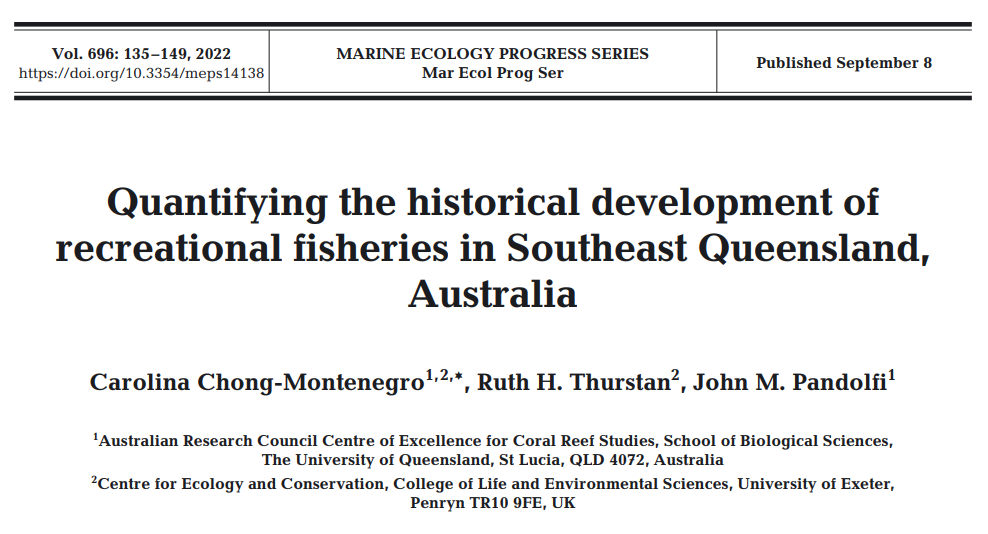 Vol. 696: 135–149, 2022
https://doi.org/10.3354/meps14138
MARINE ECOLOGY PROGRESS SERIES
Mar Ecol Prog Ser
Published September 8
Quantifying the historical development of
recreational fisheries in Southeast Queensland,
Australia
Carolina Chong-Montenegro1,2,*, Ruth H. Thurstan2, John M. Pandolfi1
1Australian Research Council Centre of Excellence for Coral Reef Studies, School of Biological Sciences,
The University of Queensland, St Lucia, QLD 4072, Australia
2Centre for Ecology and Conservation, College of Life and Environmental Sciences, University of Exeter,
Penryn TR10 9FE, UK